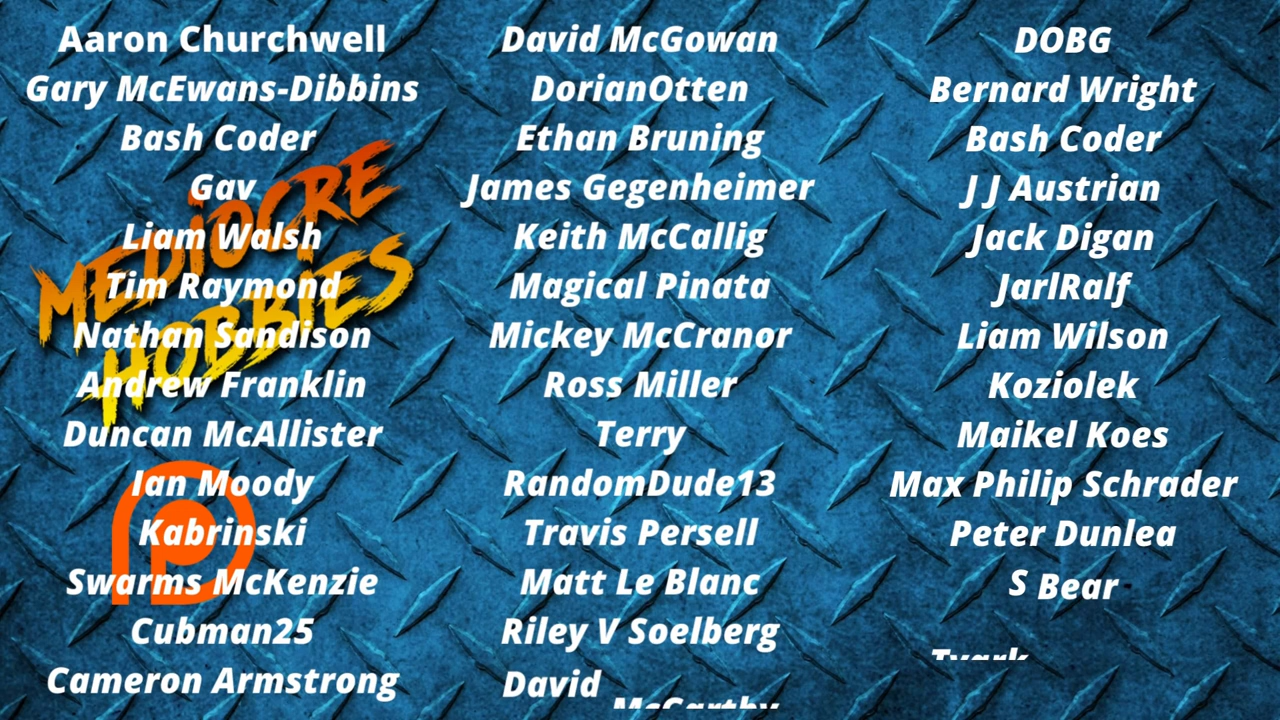 Aaron Churchwell
Gary McEwans-Dibbins
Bash Coder
Gav
Liam Walsh
Tim Raymond
Nathan Sandison
Andrew Franklin
Duncan McAllister
Ian Moody
Kabrinski
Swarms McKenzie
Cubman25
Cameron Armstrong
MEDIOCRE
HOBBIES
David McGowan
DorianOtten
Ethan Bruning
James Gegenheimer
Keith McCallig
Magical Pinata
Mickey McCranor
Ross Miller
Terry
RandomDude13
Travis Persell
Matt Le Blanc
Riley V Soelberg
David McCarthy
DOBG
Bernard Wright
Bash Coder
J J Austrian
Jack Digan
JarlRalf
Liam Wilson
Koziolek
Maikel Koes
Max Philip Schrader
Peter Dunlea
S Bear